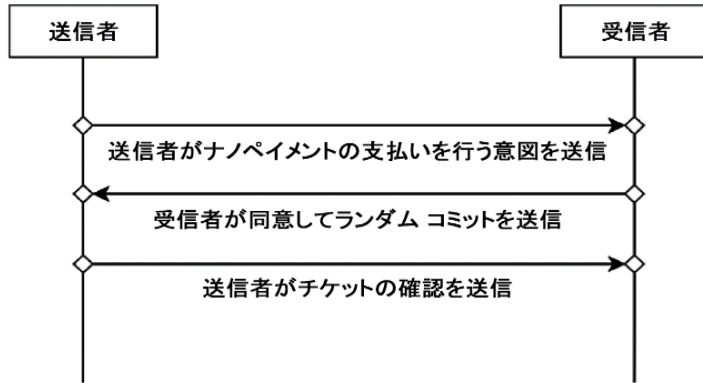 送信者
受信者
送信者がナノペイメントの支払いを行う意図を送信
受信者が同意してランダム コミットを送信
送信者がチケットの確認を送信